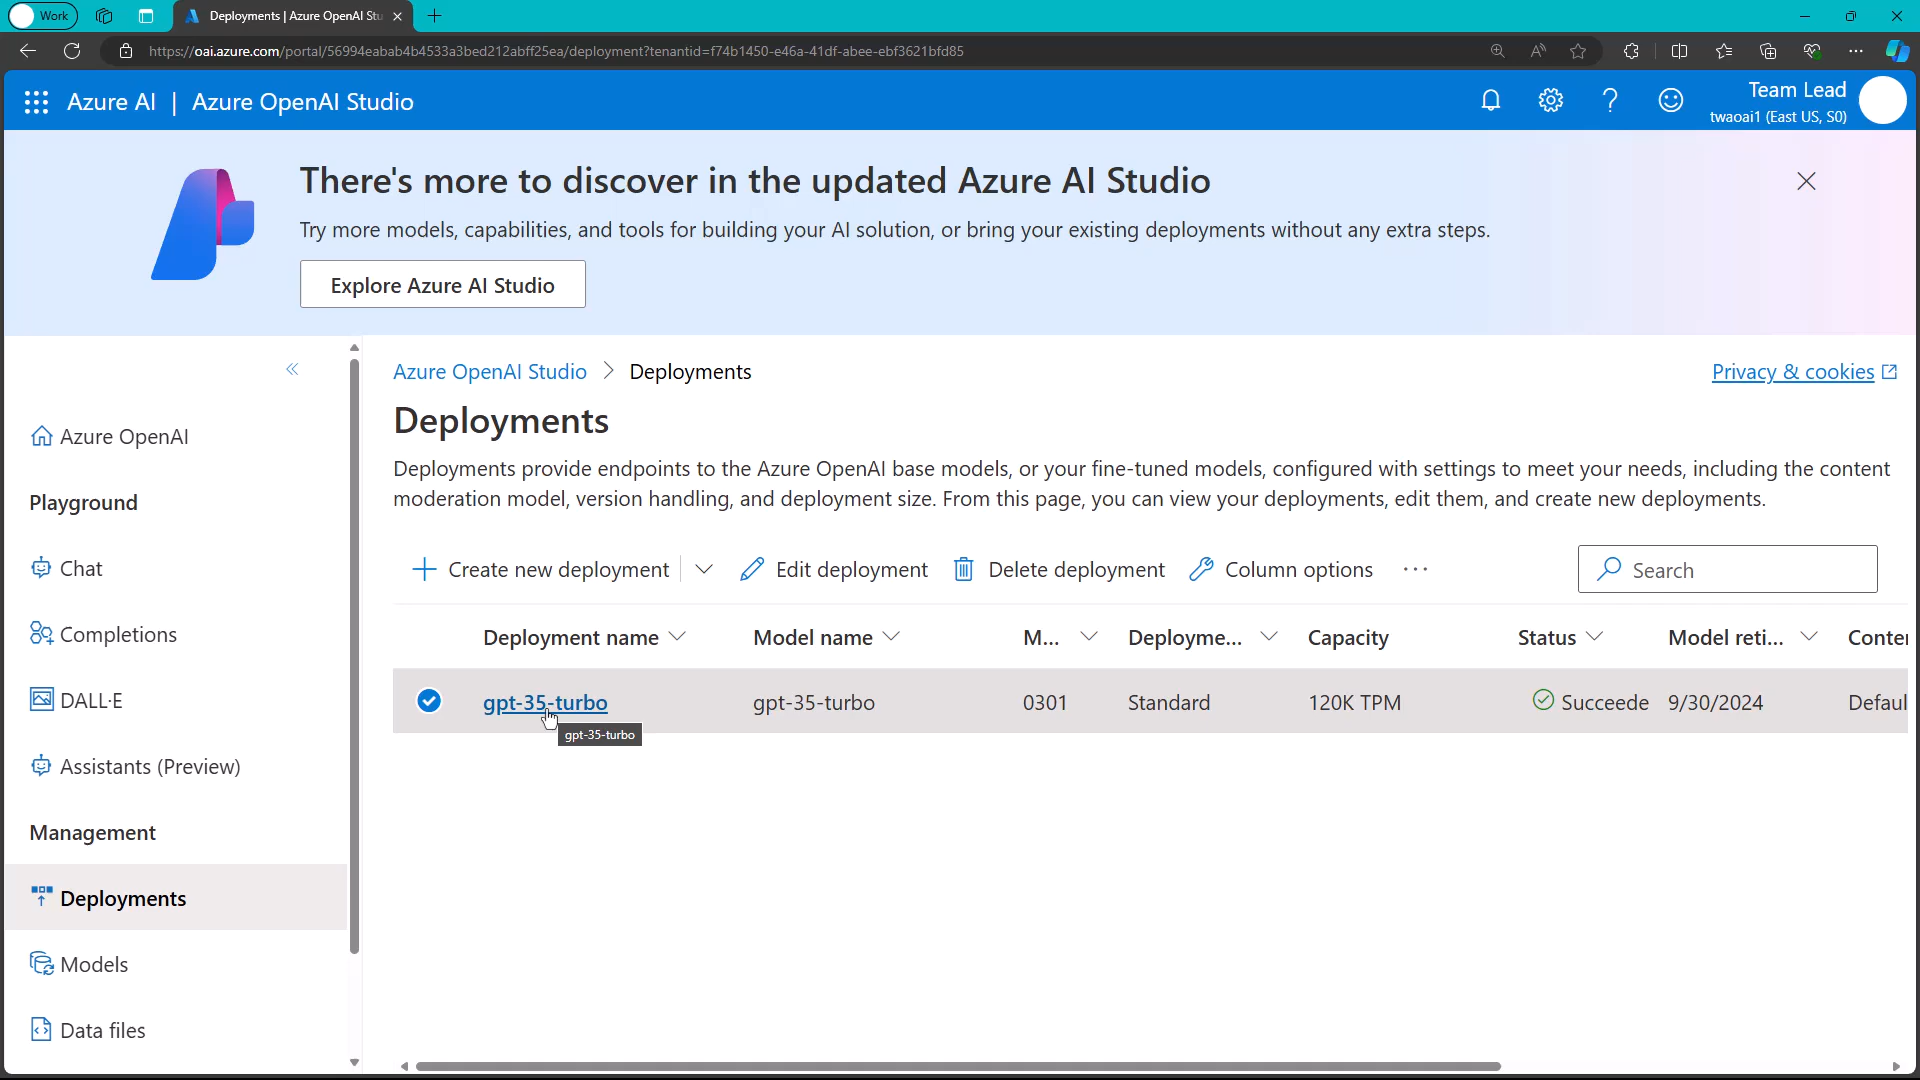 Work
Deployments | Azure OpenAI Stu
https://oai.azure.com/portal/56994eabab4b4533a3bed212abff25ea/deployment?tenantid=f74b1450-e46a-41df-abee-ebf3621bfd85
Azure AI | Azure OpenAI Studio
Team Lead
twaoai1 (East US, S0)
There's more to discover in the updated Azure AI Studio
Try more models, capabilities, and tools for building your AI solution, or bring your existing deployments without any extra steps.
Explore Azure AI Studio
Azure OpenAI
Playground
Chat
Completions
DALL·E
Assistants (Preview)
Management
Deployments
Models
Data files
Azure OpenAI Studio > Deployments
Privacy & cookies
Deployments
Deployments provide endpoints to the Azure OpenAI base models, or your fine-tuned models, configured with settings to meet your needs, including the content
moderation model, version handling, and deployment size. From this page, you can view your deployments, edit them, and create new deployments.
Create new deployment Edit deployment Delete deployment Column options ... Search
Deployment name Model name M... Deployme... Capacity Status Model reti... Conter
gpt-35-turbo gpt-35-turbo 0301 Standard 120K TPM Succeede 9/30/2024 Defaul
gpt-35-turbo